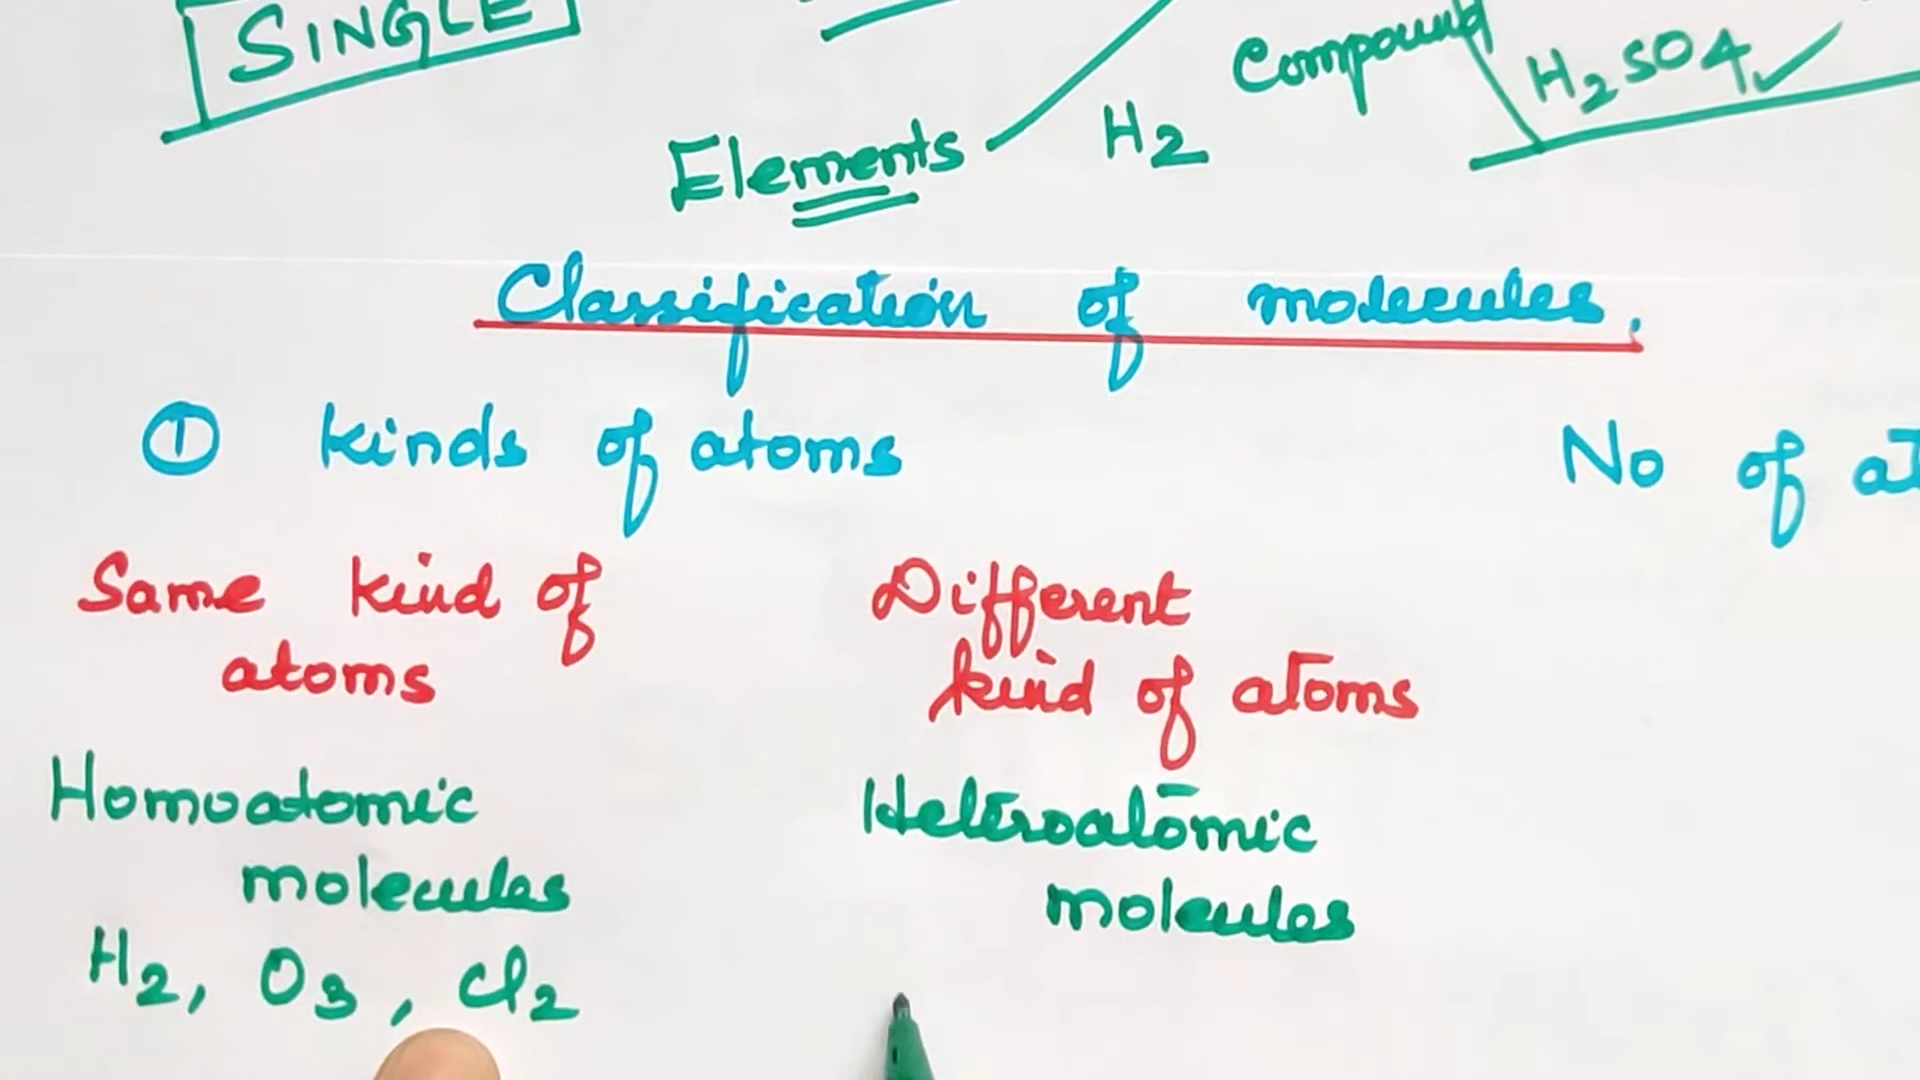 SINGLE
Compound
H2SO4
Elements
H2
Classification of molecules.
1 kinds of atoms
No of at
Same kind of
atoms
Different
kind of atoms
Homoatomic
molecules
Heteroatomic
molecules
H2, O3, Cl2